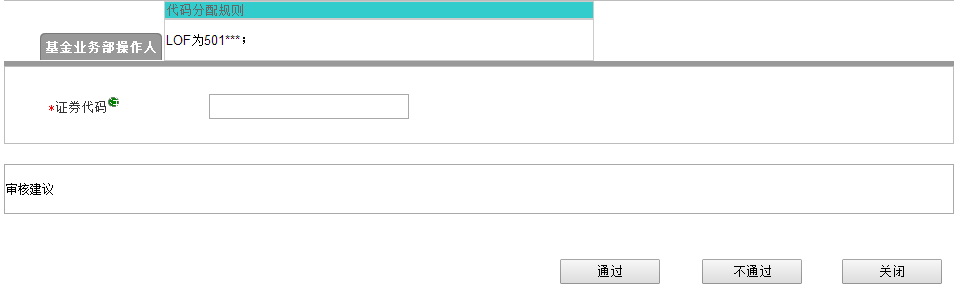 代码分配规则
LOF为501***；
基金业务部操作人
*证券代码
审核建议
通过
不通过
关闭